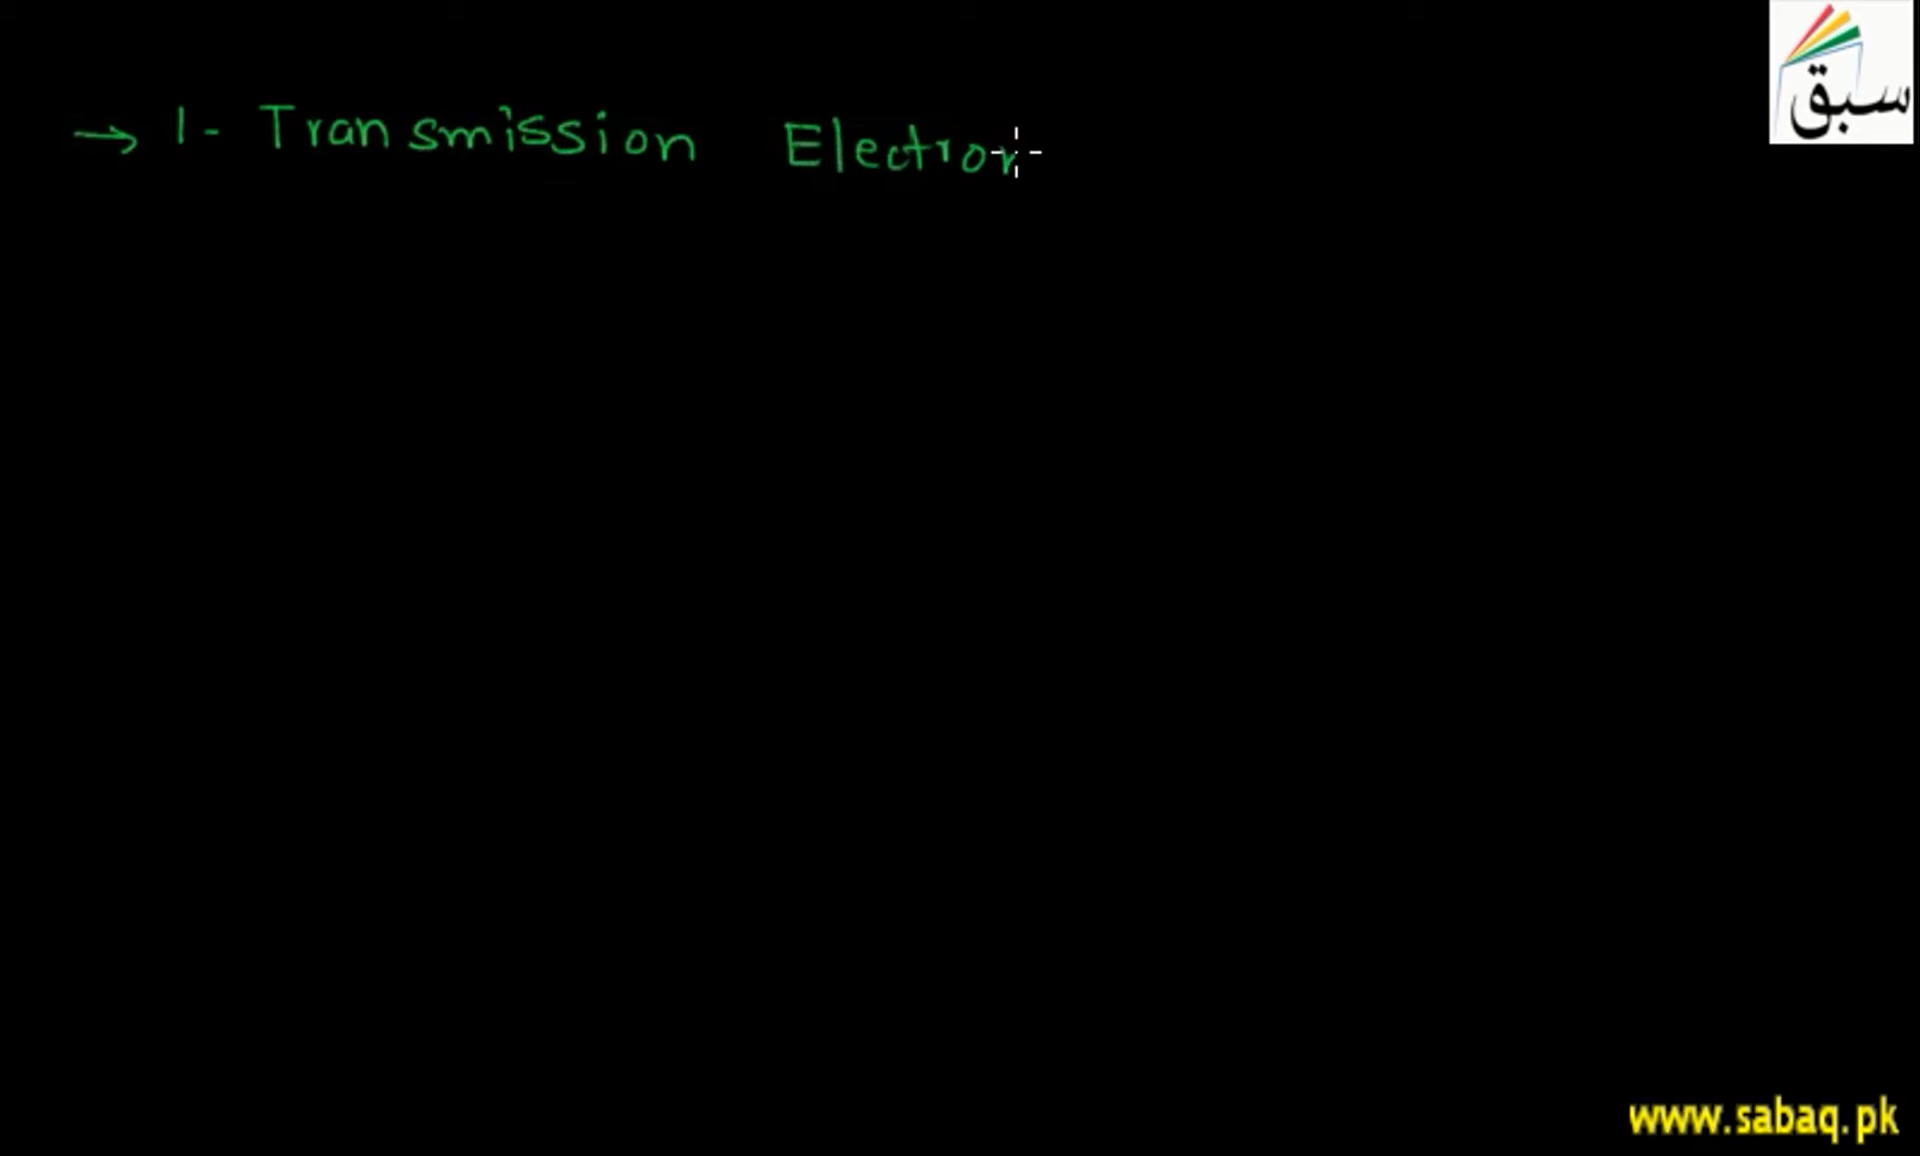 → 1- Transmission Electron
سبق
www.sabaq.pk